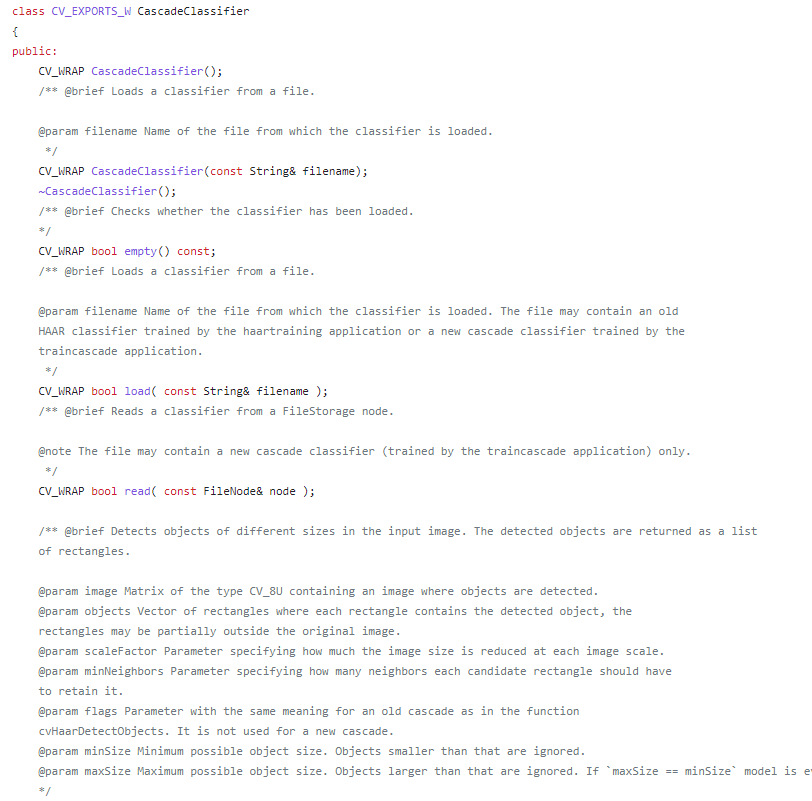 class CV_EXPORTS_W CascadeClassifier
{
public:
    CV_WRAP CascadeClassifier();
    /** @brief Loads a classifier from a file.

    @param filename Name of the file from which the classifier is loaded.
     */
    CV_WRAP CascadeClassifier(const String& filename);
    ~CascadeClassifier();
    /** @brief Checks whether the classifier has been loaded.
    */
    CV_WRAP bool empty() const;
    /** @brief Loads a classifier from a file.

    @param filename Name of the file from which the classifier is loaded. The file may contain an old
    HAAR classifier trained by the haartraining application or a new cascade classifier trained by the
    traincascade application.
     */
    CV_WRAP bool load( const String& filename );
    /** @brief Reads a classifier from a FileStorage node.

    @note The file may contain a new cascade classifier (trained by the traincascade application) only.
     */
    CV_WRAP bool read( const FileNode& node );

    /** @brief Detects objects of different sizes in the input image. The detected objects are returned as a list
    of rectangles.

    @param image Matrix of the type CV_8U containing an image where objects are detected.
    @param objects Vector of rectangles where each rectangle contains the detected object, the
    rectangles may be partially outside the original image.
    @param scaleFactor Parameter specifying how much the image size is reduced at each image scale.
    @param minNeighbors Parameter specifying how many neighbors each candidate rectangle should have
    to retain it.
    @param flags Parameter with the same meaning for an old cascade as in the function
    cvHaarDetectObjects. It is not used for a new cascade.
    @param minSize Minimum possible object size. Objects smaller than that are ignored.
    @param maxSize Maximum possible object size. Objects larger than that are ignored. If `maxSize == minSize` model is
    */